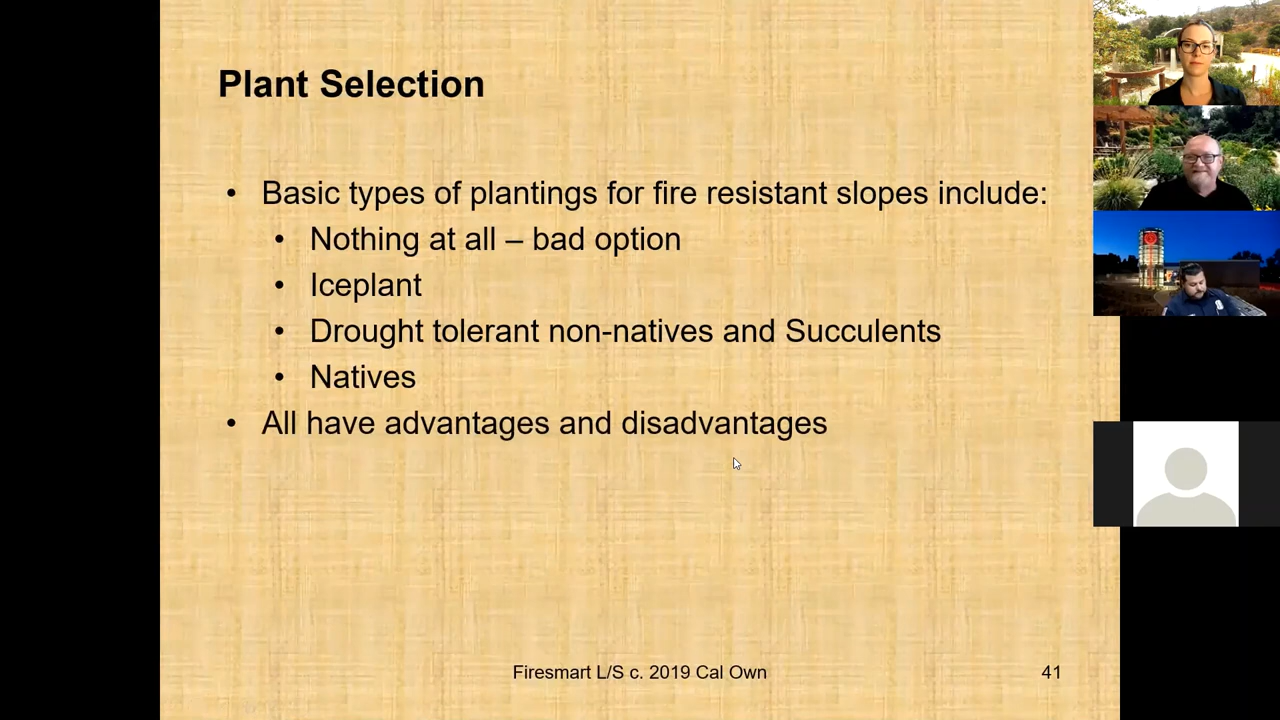 Plant Selection
• Basic types of plantings for fire resistant slopes include:
• Nothing at all – bad option
• Iceplant
• Drought tolerant non-natives and Succulents
• Natives
• All have advantages and disadvantages
Firesmart L/S c. 2019 Cal Own
41